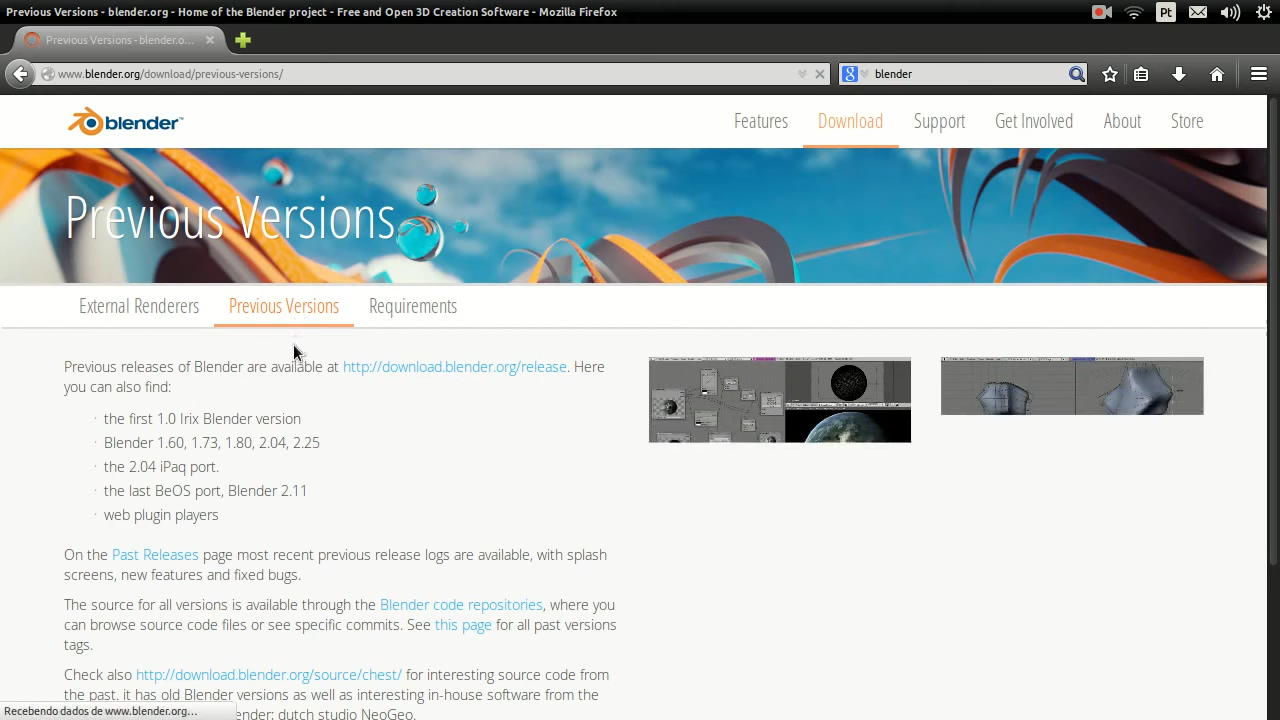 Previous Versions - blender.org - Home of the Blender project - Free and Open 3D Creation Software - Mozilla Firefox
Pt
Previous Versions - blender.o...
www.blender.org/download/previous-versions/
8
blender
blender™
Features
Download
Support
Get Involved
About
Store
Previous Versions
External Renderers
Previous Versions
Requirements
Previous releases of Blender are available at http://download.blender.org/release. Here
you can also find:
· the first 1.0 Irix Blender version
· Blender 1.60, 1.73, 1.80, 2.04, 2.25
· the 2.04 iPaq port.
· the last BeOS port, Blender 2.11
· web plugin players
On the Past Releases page most recent previous release logs are available, with splash
screens, new features and fixed bugs.
The source for all versions is available through the Blender code repositories, where you
can browse source code files or see specific commits. See this page for all past versions
tags.
Check also http://download.blender.org/source/chest/ for interesting source code from
the past. it has old Blender versions as well as interesting in-house software from the
ender: dutch studio NeoGeo.
Recebendo dados de www.blender.org...